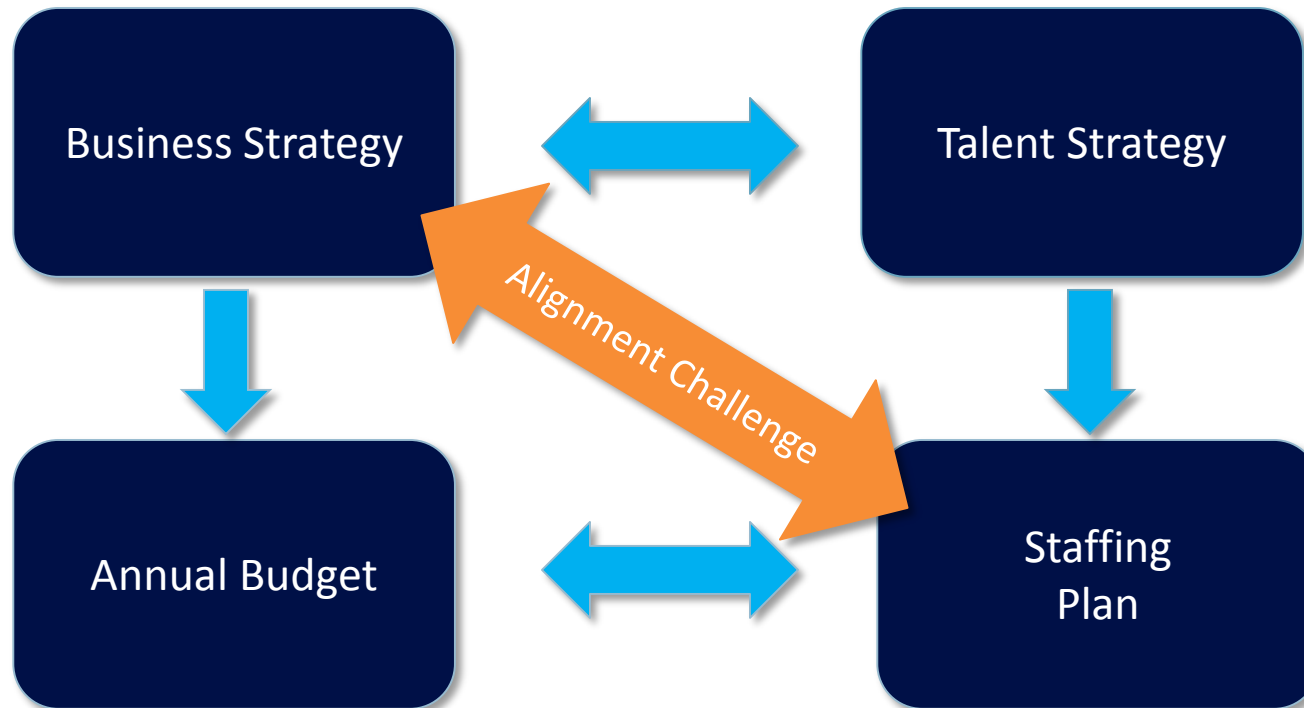 Business Strategy
Talent Strategy
Alignment Challenge
Annual Budget
Staffing
Plan